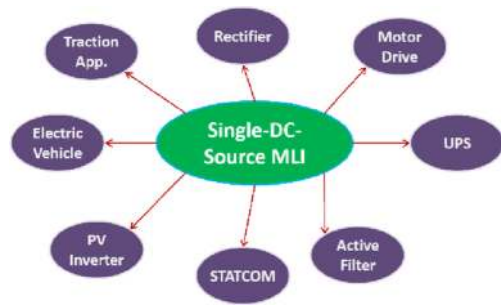 Rectifier
Traction
App.
Motor
Drive
Electric
Vehicle
Single-DC-
Source MLI
UPS
PV
Inverter
STATCOM
Active
Filter